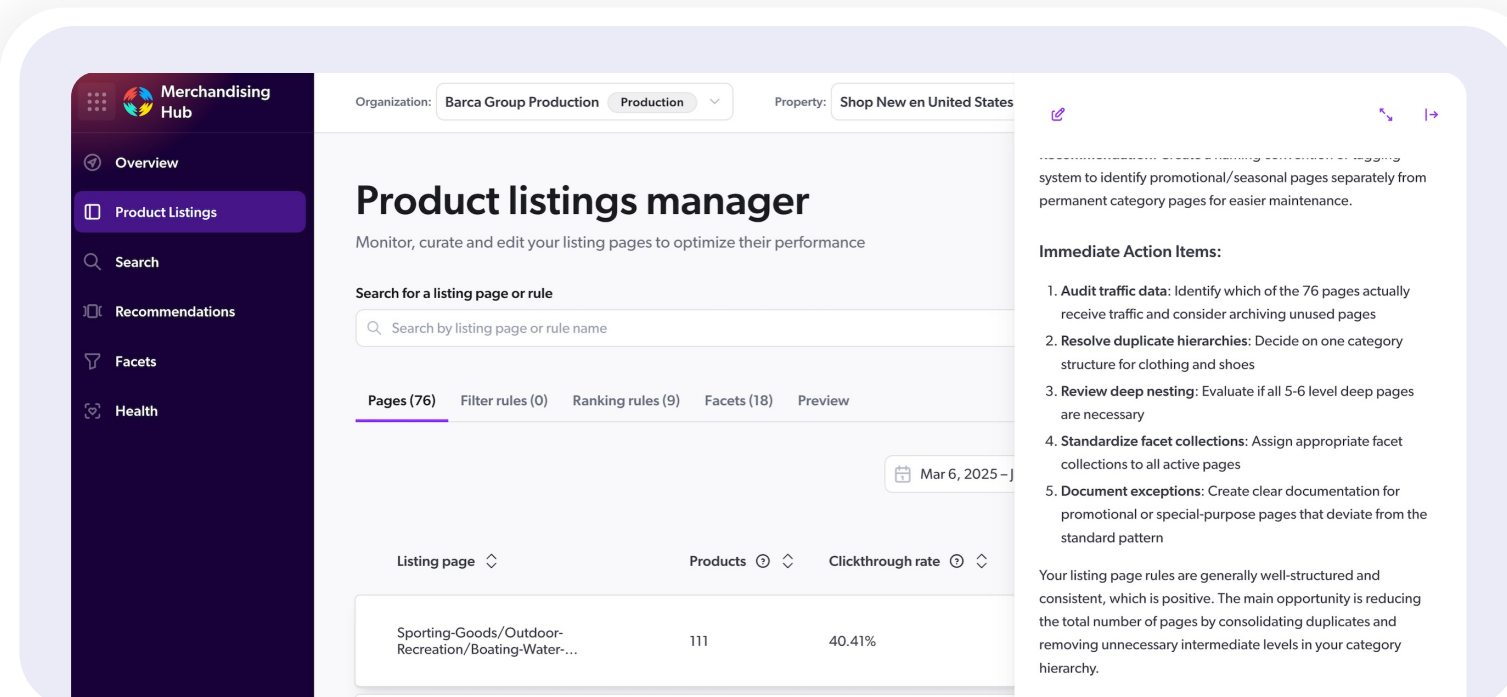 Merchandising
Hub
Overview
Product Listings
Search
Recommendations
Facets
Health
Organization: Barca Group Production Production
Property: Shop New en United States
Product listings manager
Monitor, curate and edit your listing pages to optimize their performance
Search for a listing page or rule
Search by listing page or rule name
Pages (76) Filter rules (0) Ranking rules (9) Facets (18) Preview
Mar 6, 2025 – J
Listing page Products Clickthrough rate
Sporting-Goods/Outdoor-
Recreation/Boating-Water-...
111 40.41%
system to identify promotional/seasonal pages separately from
permanent category pages for easier maintenance.
Immediate Action Items:
1. Audit traffic data: Identify which of the 76 pages actually
receive traffic and consider archiving unused pages
2. Resolve duplicate hierarchies: Decide on one category
structure for clothing and shoes
3. Review deep nesting: Evaluate if all 5-6 level deep pages
are necessary
4. Standardize facet collections: Assign appropriate facet
collections to all active pages
5. Document exceptions: Create clear documentation for
promotional or special-purpose pages that deviate from the
standard pattern
Your listing page rules are generally well-structured and
consistent, which is positive. The main opportunity is reducing
the total number of pages by consolidating duplicates and
removing unnecessary intermediate levels in your category
hierarchy.